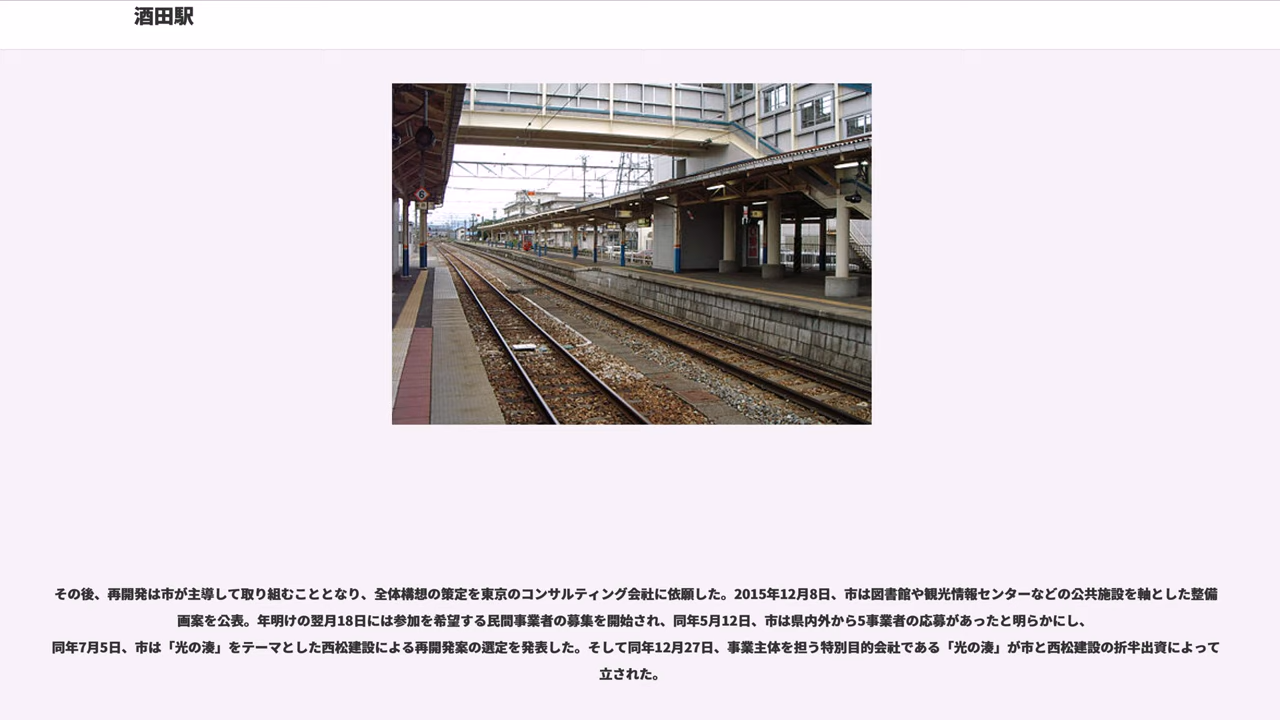 酒田駅
6
その後、再開発は市が主導して取り組むこととなり、全体構想の策定を東京のコンサルティング会社に依願した。2015年12月8日、市は図書館や観光情報センターなどの公共施設を軸とした整備
画案を公表。年明けの翌月18日には参加を希望する民間事業者の募集を開始され、同年5月12日、市は県内外から5事業者の応募があったと明らかにし、
同年7月5日、市は「光の湊」をテーマとした西松建設による再開発案の選定を発表した。そして同年12月27日、事業主体を担う特別目的会社である「光の湊」が市と西松建設の折半出資によって
立された。